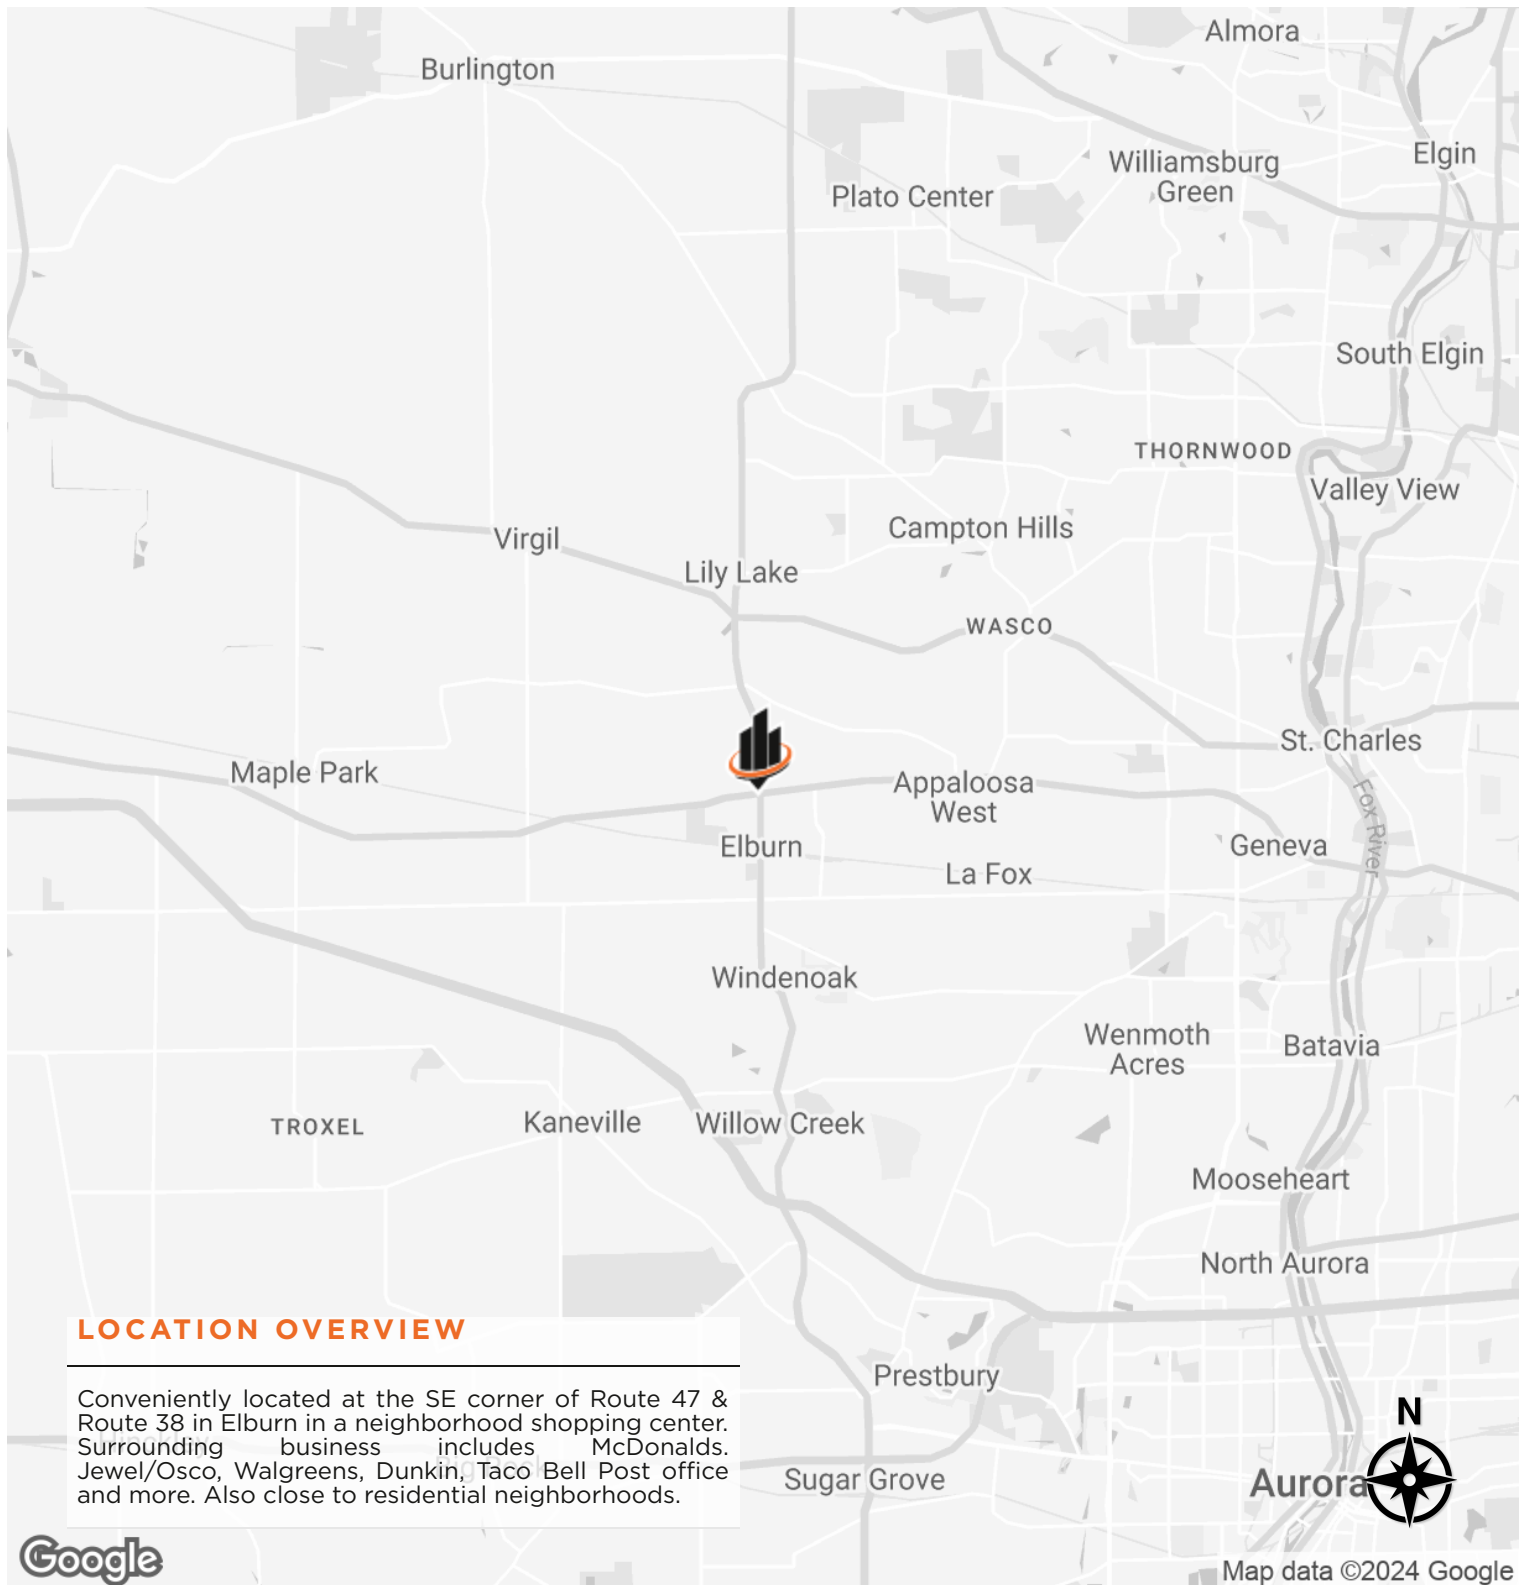 Almora
Burlington
Elgin
Williamsburg
Green
Plato Center
South Elgin
THORNWOOD
Valley View
Campton Hills
Virgil
Lily Lake
WASCO
St. Charles
Maple Park
Appaloosa
West
Fox River
Elburn
Geneva
La Fox
Windenoak
Wenmoth
Acres
Batavia
TROXEL
Kaneville
Willow Creek
Mooseheart
North Aurora
LOCATION OVERVIEW
Prestbury
Conveniently located at the SE corner of Route 47 &
Route 38 in Elburn in a neighborhood shopping center.
Hinckley
Surrounding business includes McDonalds.
Big Rock
Jewel/Osco, Walgreens, Dunkin, Taco Bell Post office
and more. Also close to residential neighborhoods.
N
Sugar Grove
Aurora
Google
Map data ©2024 Google